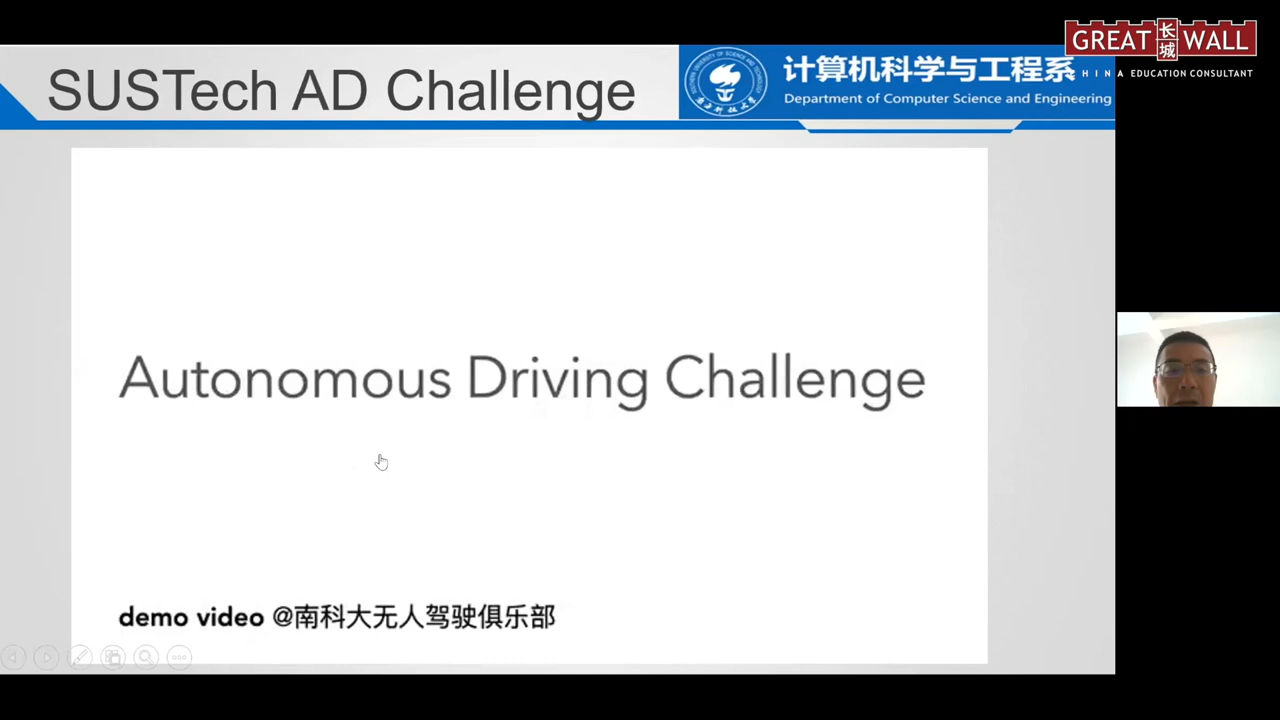 SUSTech AD Challenge
计算机科学与工程系
Department of Computer Science and Engineering
GREAT 长城 WALL
HINA EDUCATION CONSULTANT
Autonomous Driving Challenge
demo video @南科大无人驾驶俱乐部